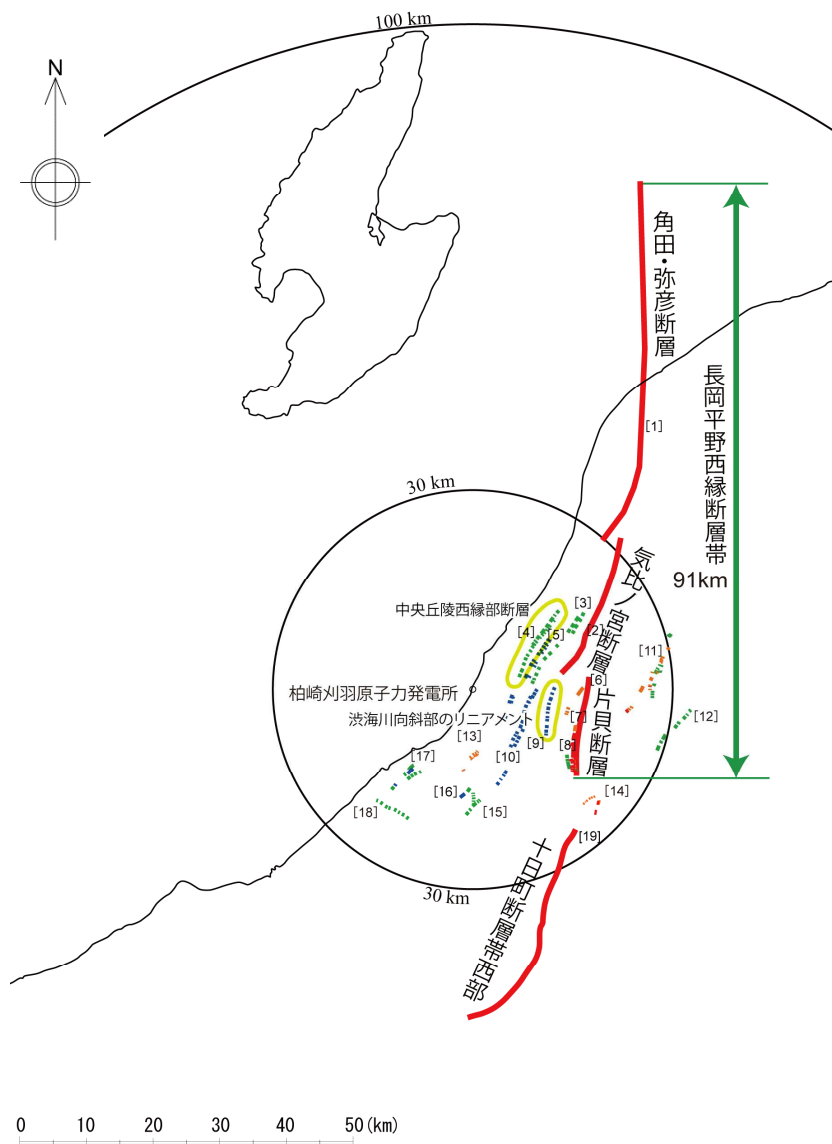 100 km
N
角田・弥彦断層
[1]
長岡平野西縁断層帯
91km
30 km
気比ノ宮断層
中央丘陵西縁部断層
[3]
[4]
[5]
[2]
[11]
柏崎刈羽原子力発電所
[6]
片貝断層
渋海川向斜部のリニアメント
[7]
[12]
[13]
[9]
[10]
[8]
[17]
[16]
[14]
[18]
[15]
[19]
十日町断層帯西部
30 km
0 10 20 30 40 50(km)